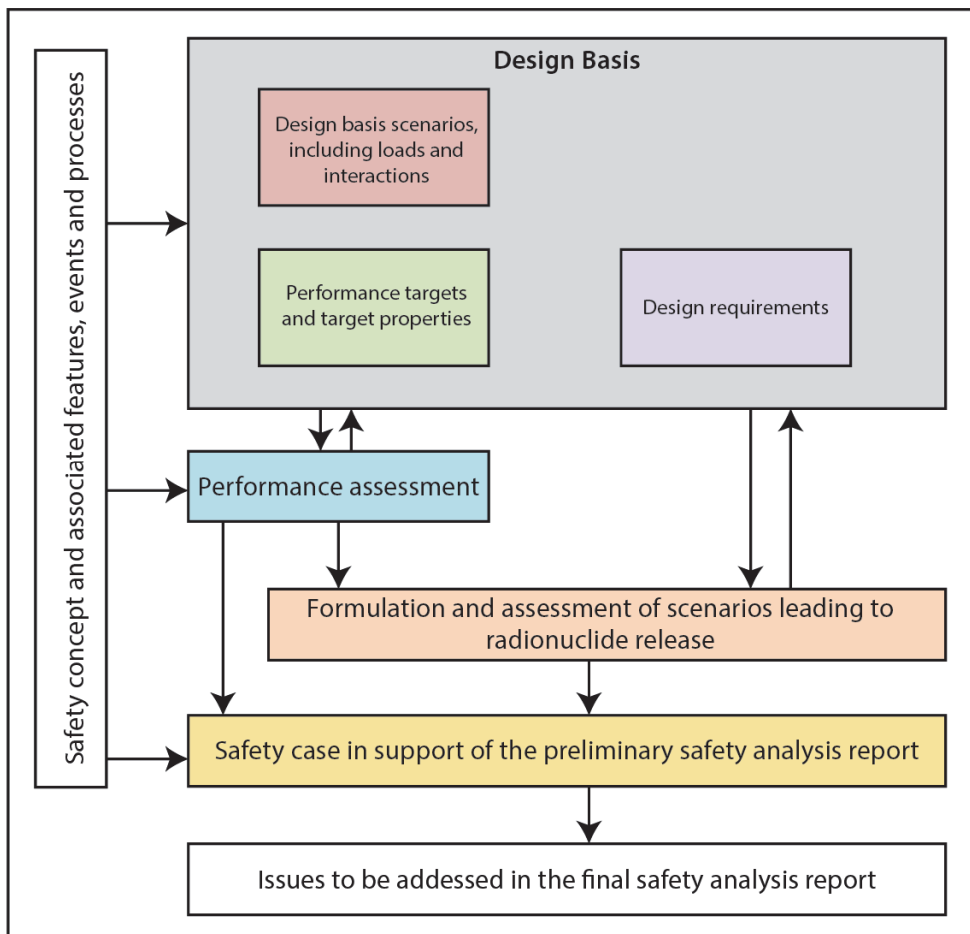 Safety concept and associated features, events and processes
Design Basis
Design basis scenarios,
including loads and
interactions
Performance targets
and target properties
Design requirements
Performance assessment
Formulation and assessment of scenarios leading to
radionuclide release
Safety case in support of the preliminary safety analysis report
Issues to be addressed in the final safety analysis report